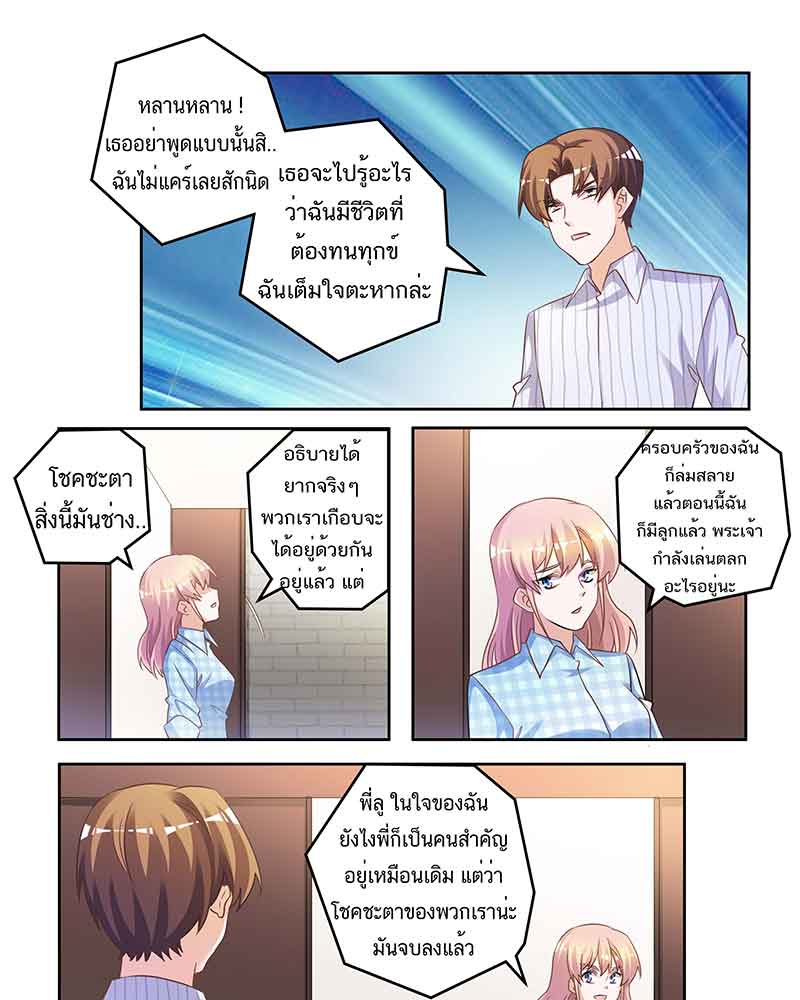 หลานหลาน !
เธออย่าพูดแบบนั้นสิ..
ฉันไม่แคร์เลยสักนิด
เธอจะไปรู้อะไร
ว่าฉันมีชีวิตที่
ต้องทนทุกข์
ฉันเต็มใจตะหากล่ะ
โชคชะตา
สิ่งนี้มันช่าง..
อธิบายได้
ยากจริงๆ
พวกเราเกือบจะ
ได้อยู่ด้วยกัน
อยู่แล้ว แต่
ครอบครัวของฉัน
ก็ล่มสลาย
แล้วตอนนี้ฉัน
ก็มีลูกแล้ว พระเจ้า
กำลังเล่นตลก
อะไรอยู่นะ
พี่ลู ในใจของฉัน
ยังไงพี่ก็เป็นคนสำคัญ
อยู่เหมือนเดิม แต่ว่า
โชคชะตาของพวกเราน่ะ
มันจบลงแล้ว